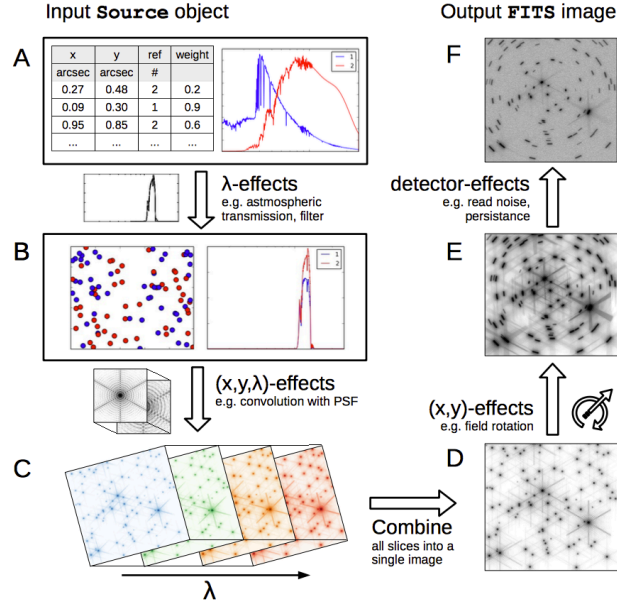 Input Source object
Output FITS image
A
x y ref weight
arcsec arcsec #
0.27 0.48 2 0.2
0.09 0.30 1 0.9
0.95 0.85 2 0.6
... ... ... ...
1
2
F
λ-effects
e.g. astmospheric
transmission, filter
detector-effects
e.g. read noise,
persistance
B
1
2
E
(x,y,λ)-effects
e.g. convolution with PSF
(x,y)-effects
e.g. field rotation
C
D
Combine
all slices into a
single image
λ